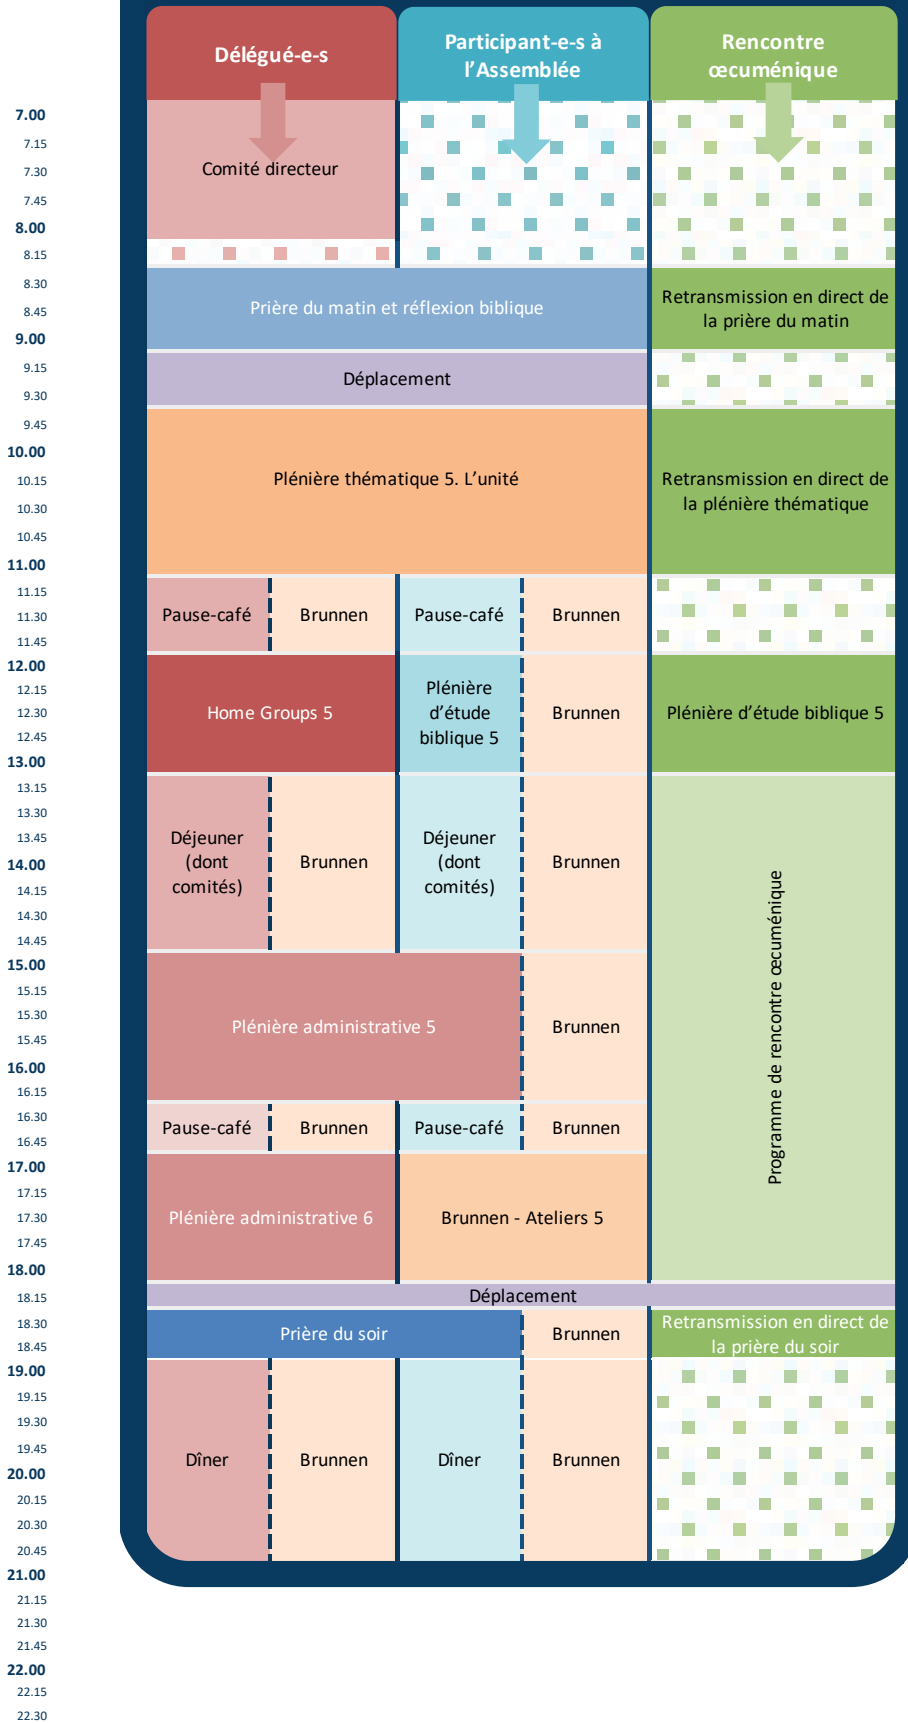 Délégué-e-s
Participant-e-s à
l'Assemblée
Rencontre
œcuménique
7.00
7.15
7.30
7.45
8.00
8.15
8.30
8.45
9.00
9.15
9.30
9.45
10.00
10.15
10.30
10.45
11.00
11.15
11.30
11.45
12.00
12.15
12.30
12.45
13.00
13.15
13.30
13.45
14.00
14.15
14.30
14.45
15.00
15.15
15.30
15.45
16.00
16.15
16.30
16.45
17.00
17.15
17.30
17.45
18.00
18.15
18.30
18.45
19.00
19.15
19.30
19.45
20.00
20.15
20.30
20.45
21.00
21.15
21.30
21.45
22.00
22.15
22.30
Comité directeur
Prière du matin et réflexion biblique
Retransmission en direct de
la prière du matin
Déplacement
Plénière thématique 5. L'unité
Retransmission en direct de
la plénière thématique
Pause-café
Brunnen
Pause-café
Brunnen
Home Groups 5
Plénière
d'étude
biblique 5
Brunnen
Plénière d'étude biblique 5
Déjeuner
(dont
comités)
Brunnen
Déjeuner
(dont
comités)
Brunnen
Programme de rencontre œcuménique
Plénière administrative 5
Brunnen
Pause-café
Brunnen
Pause-café
Brunnen
Plénière administrative 6
Brunnen - Ateliers 5
Déplacement
Prière du soir
Brunnen
Retransmission en direct de
la prière du soir
Dîner
Brunnen
Dîner
Brunnen